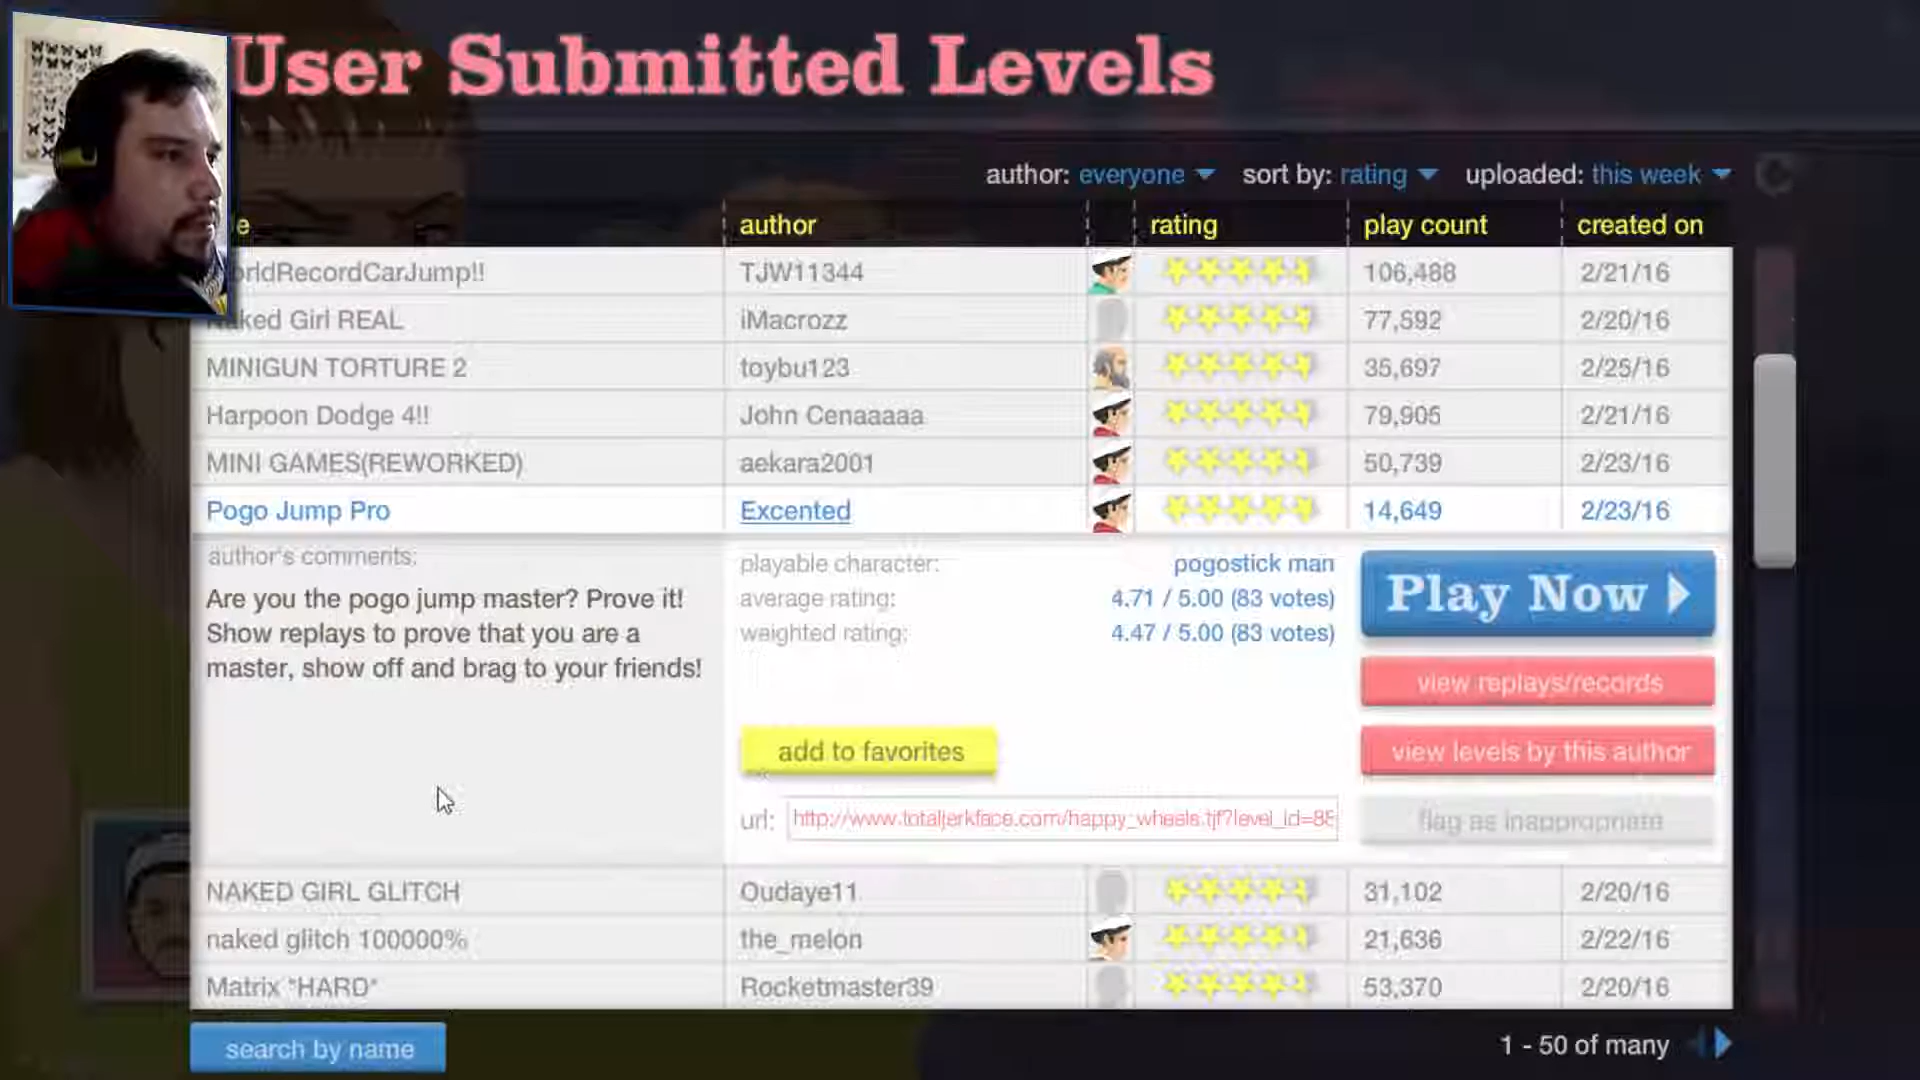 User Submitted Levels
author: everyone sort by: rating uploaded: this week
author rating play count created on
TJW11344 106,488 2/21/16
Girl REAL iMacrozz 77,592 2/20/16
MINIGUN TORTURE 2 toybu123 35,697 2/25/16
Harpoon Dodge 4!! John Cenaaaaa 79,905 2/21/16
MINI GAMES(REWORKED) aekara2001 50,739 2/23/16
Pogo Jump Pro Excented 14,649 2/23/16
author's comments:
Are you the pogo jump master? Prove it!
Show replays to prove that you are a
master, show off and brag to your friends!
playable character: pogostick man
average rating: 4.71 / 5.00 (83 votes)
weighted rating: 4.47 / 5.00 (83 votes)
add to favorites
url: http://www.totaljerkface.com/happy_wheels.tjf?level_id=88
Play Now
view replays/records
view levels by this author
flag as inappropriate
NAKED GIRL GLITCH Oudaye11 31,102 2/20/16
naked glitch 100000% the_melon 21,636 2/22/16
Matrix *HARD* Rocketmaster39 53,370 2/20/16
search by name
1 - 50 of many